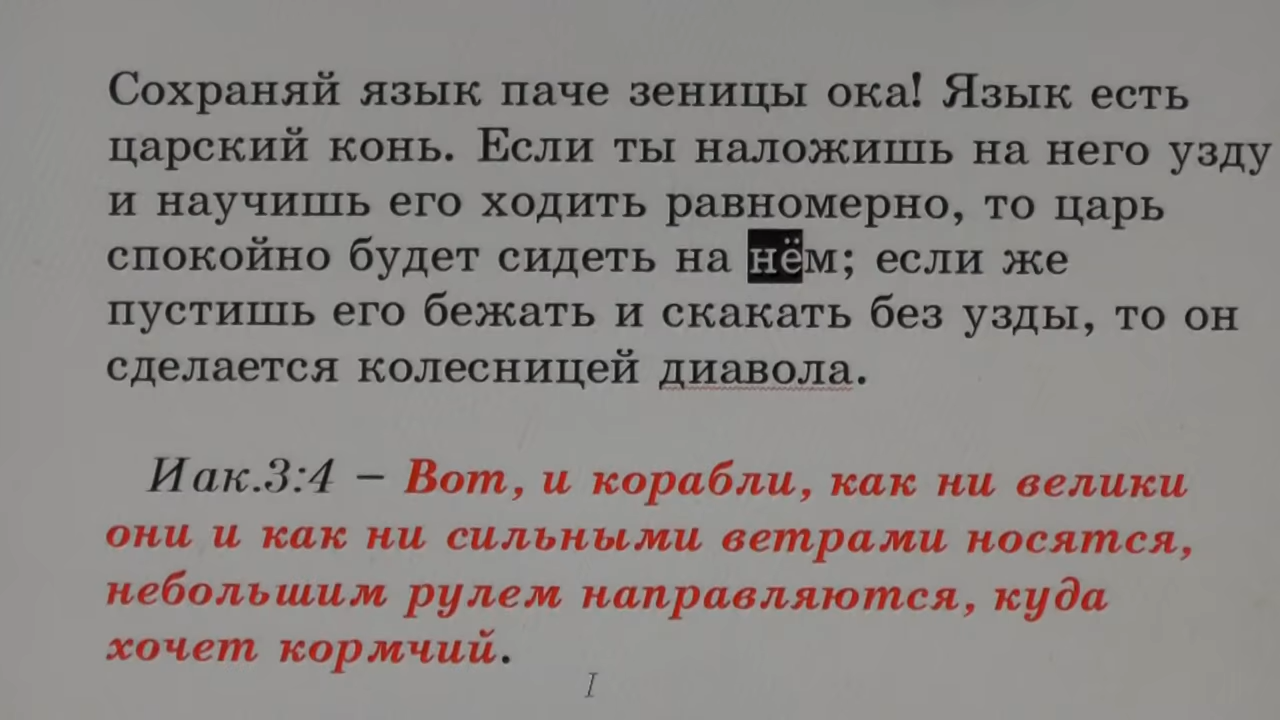 Сохраняй язык паче зеницы ока! Язык есть
царский конь. Если ты наложишь на него узду
и научишь его ходить равномерно, то царь
спокойно будет сидеть на нём; если же
пустишь его бежать и скакать без узды, то он
сделается колесницей диавола.
Иак.3:4 – Вот, и корабли, как ни велики
они и как ни сильными ветрами носятся,
небольшим рулем направляются, куда
хочет кормчий.